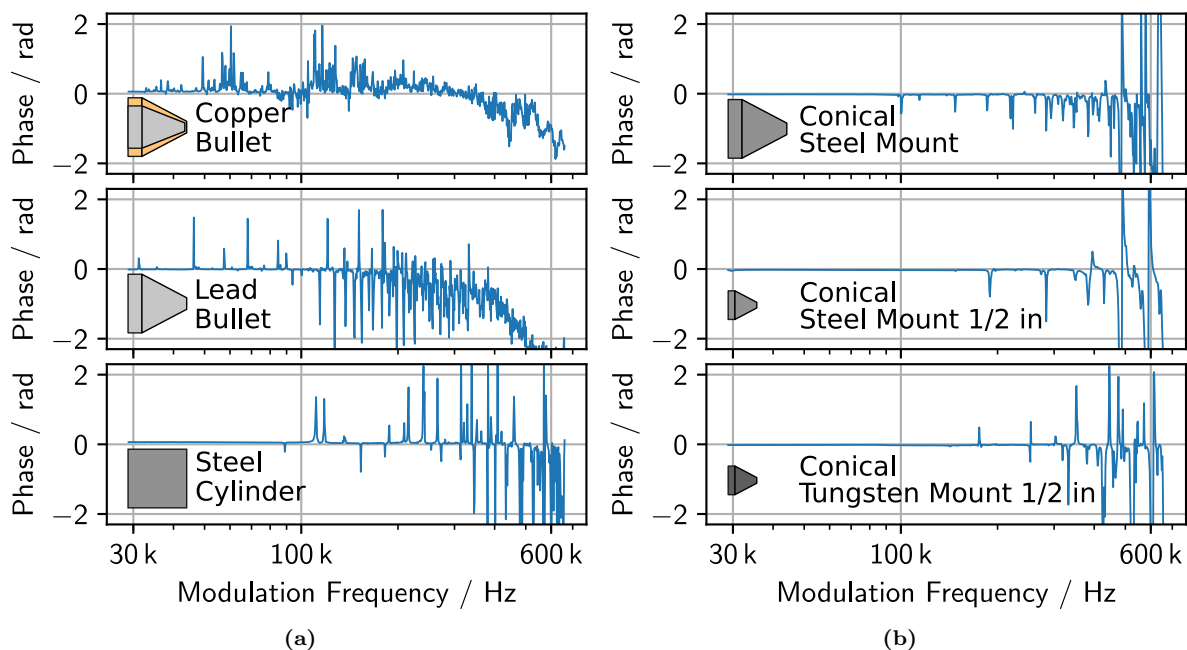 Phase / rad
2
0
−2
Copper
Bullet
Phase / rad
2
0
−2
Lead
Bullet
Phase / rad
2
0
−2
Steel
Cylinder
30 k
100 k
600 k
Modulation Frequency / Hz
(a)
Phase / rad
2
0
−2
Conical
Steel Mount
Phase / rad
2
0
−2
Conical
Steel Mount 1/2 in
Phase / rad
2
0
−2
Conical
Tungsten Mount 1/2 in
30 k
100 k
600 k
Modulation Frequency / Hz
(b)